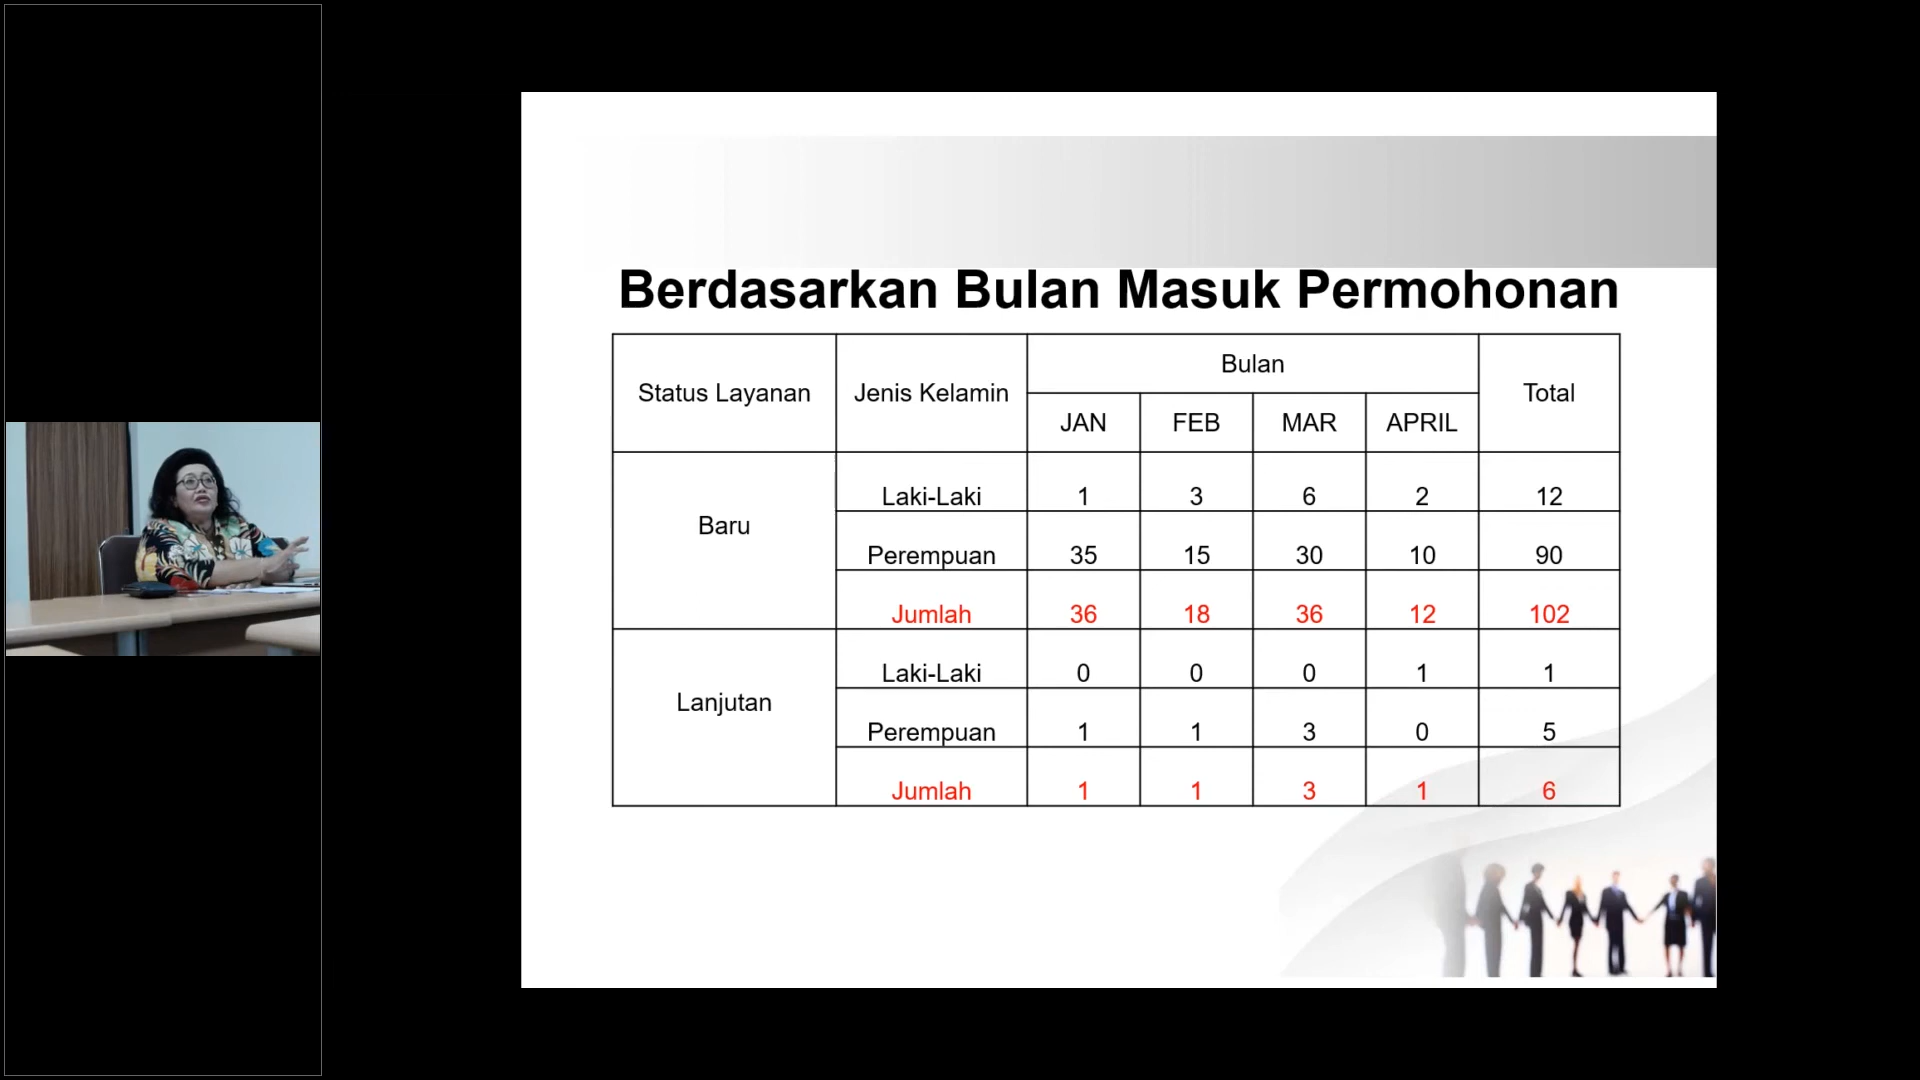 Berdasarkan Bulan Masuk Permohonan
Status Layanan Jenis Kelamin Bulan Total
JAN FEB MAR APRIL
Baru
Laki-Laki 1 3 6 2 12
Perempuan 35 15 30 10 90
Jumlah 36 18 36 12 102
Lanjutan
Laki-Laki 0 0 0 1 1
Perempuan 1 1 3 0 5
Jumlah 1 1 3 1 6